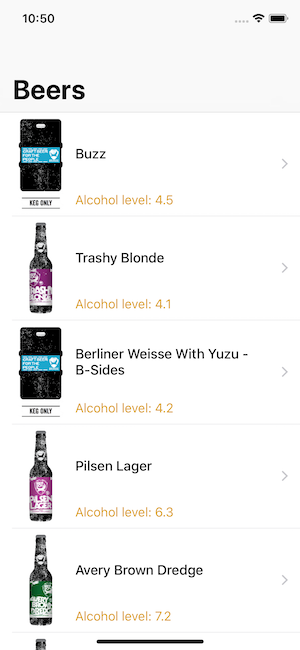 10:50
Beers
CRAFT BEER
FOR THE
PEOPLE
KEG ONLY
Buzz
Alcohol level: 4.5
Trashy Blonde
Alcohol level: 4.1
CRAFT BEER
FOR THE
PEOPLE
KEG ONLY
Berliner Weisse With Yuzu -
B-Sides
Alcohol level: 4.2
PILSEN
LAGER
Pilsen Lager
Alcohol level: 6.3
Avery Brown Dredge
Alcohol level: 7.2